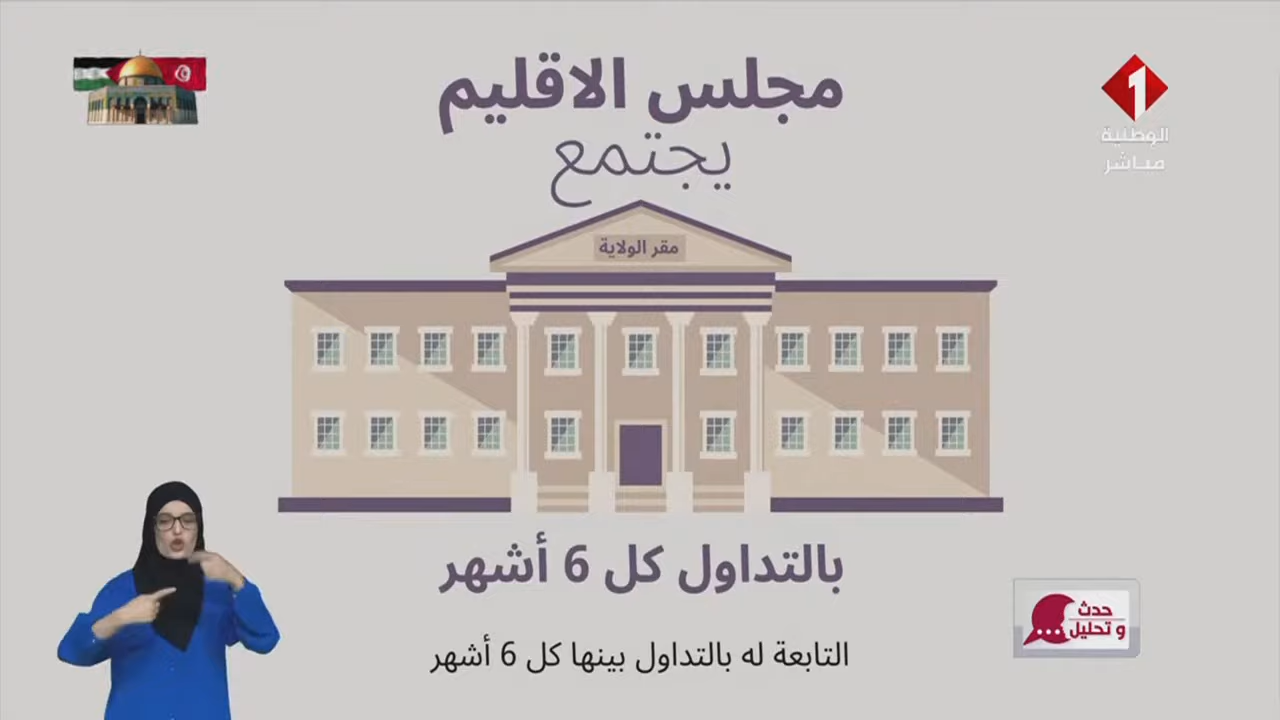 مجلس الاقليم
يجتمع
مقر الولاية
بالتداول كل 6 أشهر
التابعة له بالتداول بينها كل 6 أشهر
1
الوطنية
مباشر
حدث
و تحليل